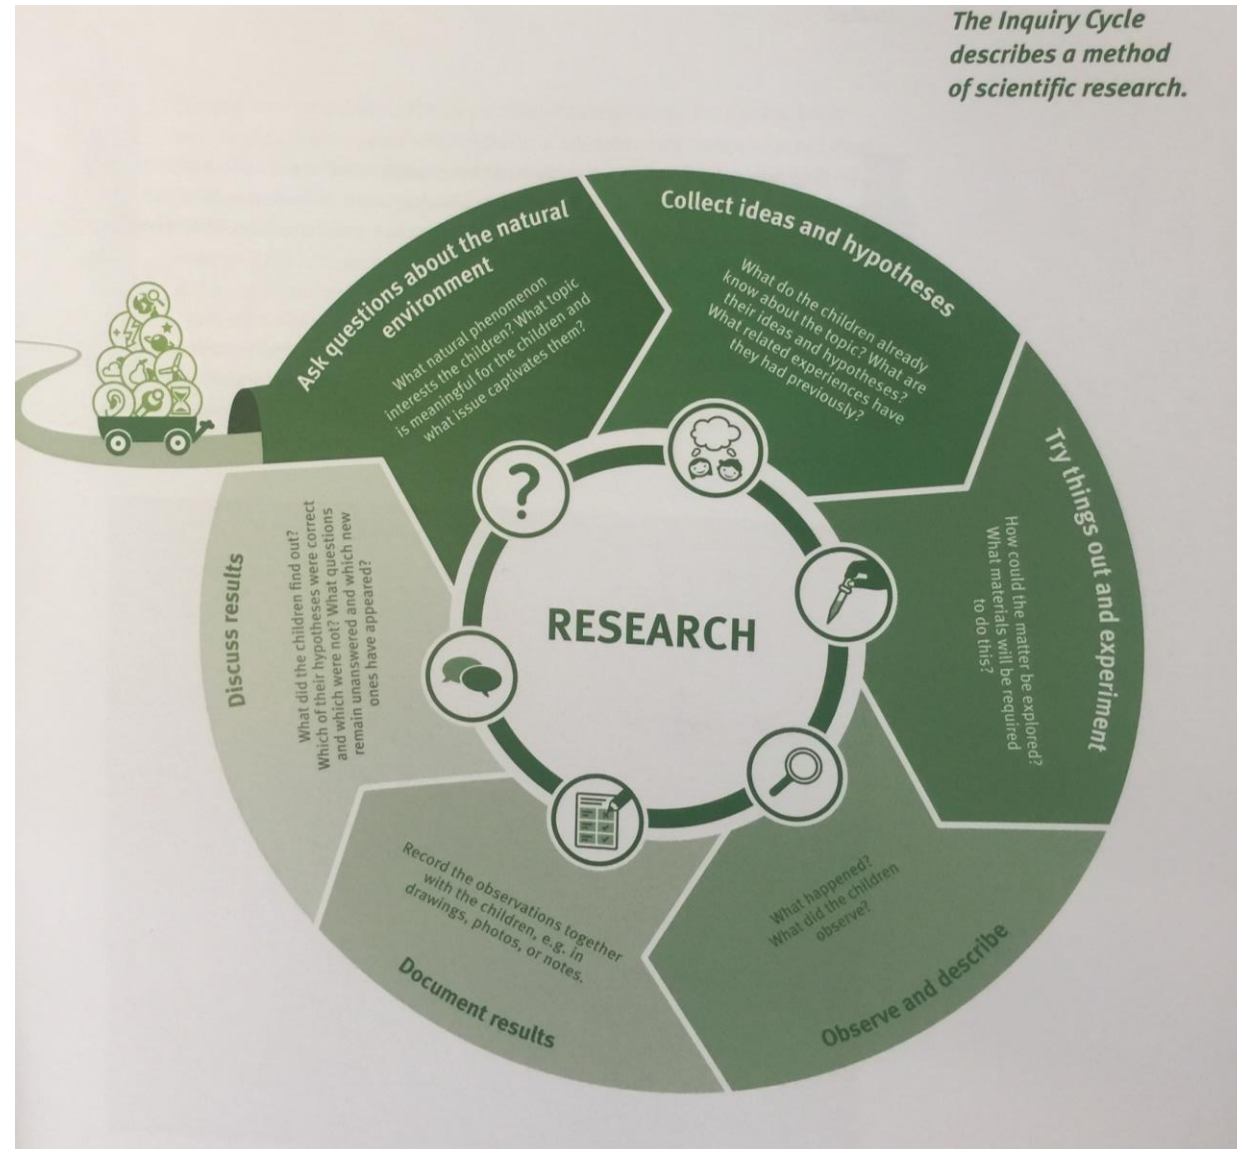 The Inquiry Cycle
describes a method
of scientific research.
Ask questions about the natural
environment
What natural phenomenon
interests the children? What topic
is meaningful for the children and
what issue captivates them?
Collect ideas and hypotheses
What do the children already
know about the topic? What are
their ideas and hypotheses?
What related experiences have
they had previously?
Try things out and experiment
How could the matter be explored?
What materials will be required
to do this?
Observe and describe
What happened?
What did the children
observe?
Document results
Record the observations together
with the children, e.g. in
drawings, photos, or notes.
Discuss results
What did the children find out?
Which of their hypotheses were correct
and which were not? What questions
remain unanswered and which new
ones have appeared?
?
RESEARCH